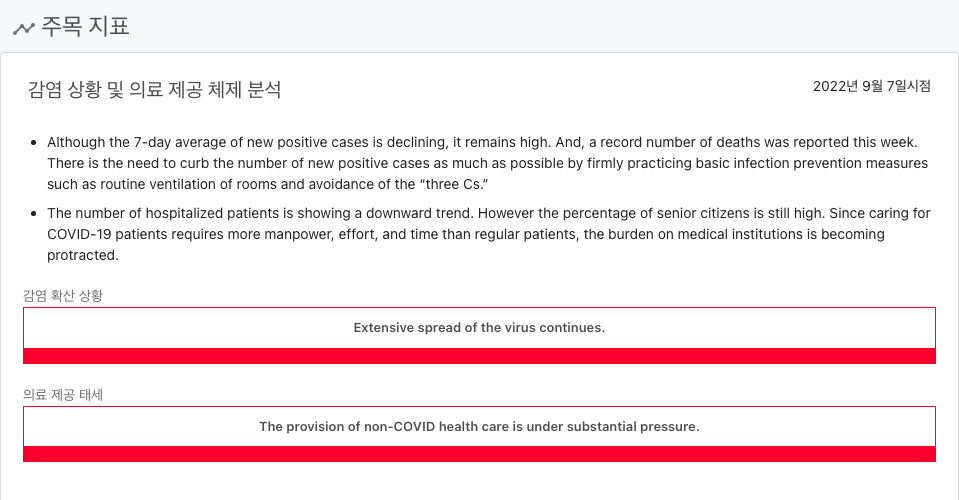 주목 지표
감염 상황 및 의료 제공 체제 분석
2022년 9월 7일시점
Although the 7-day average of new positive cases is declining, it remains high. And, a record number of deaths was reported this week.
There is the need to curb the number of new positive cases as much as possible by firmly practicing basic infection prevention measures
such as routine ventilation of rooms and avoidance of the “three Cs.”
The number of hospitalized patients is showing a downward trend. However the percentage of senior citizens is still high. Since caring for
COVID-19 patients requires more manpower, effort, and time than regular patients, the burden on medical institutions is becoming
protracted.
감염 확산 상황
Extensive spread of the virus continues.
의료 제공 태세
The provision of non-COVID health care is under substantial pressure.